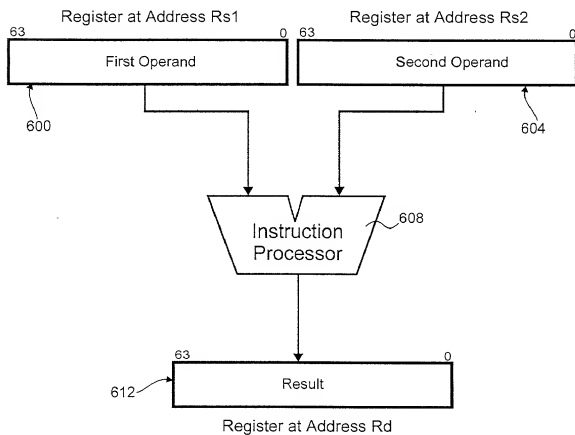 Register at Address Rs1
Register at Address Rs2
63 0
63 0
First Operand
Second Operand
600
604
Instruction
Processor
608
63 0
Result
612
Register at Address Rd